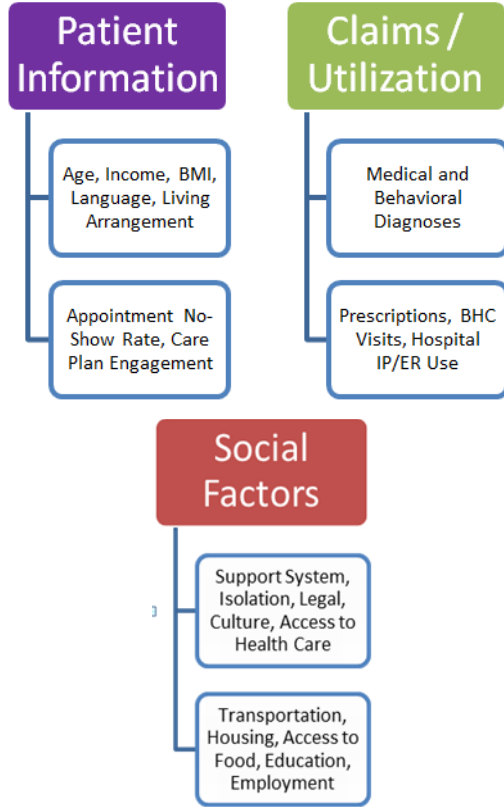 Patient
Information
Age, Income, BMI,
Language, Living
Arrangement
Appointment No-
Show Rate, Care
Plan Engagement
Claims /
Utilization
Medical and
Behavioral
Diagnoses
Prescriptions, BHC
Visits, Hospital
IP/ER Use
Social
Factors
Support System,
Isolation, Legal,
Culture, Access to
Health Care
Transportation,
Housing, Access to
Food, Education,
Employment